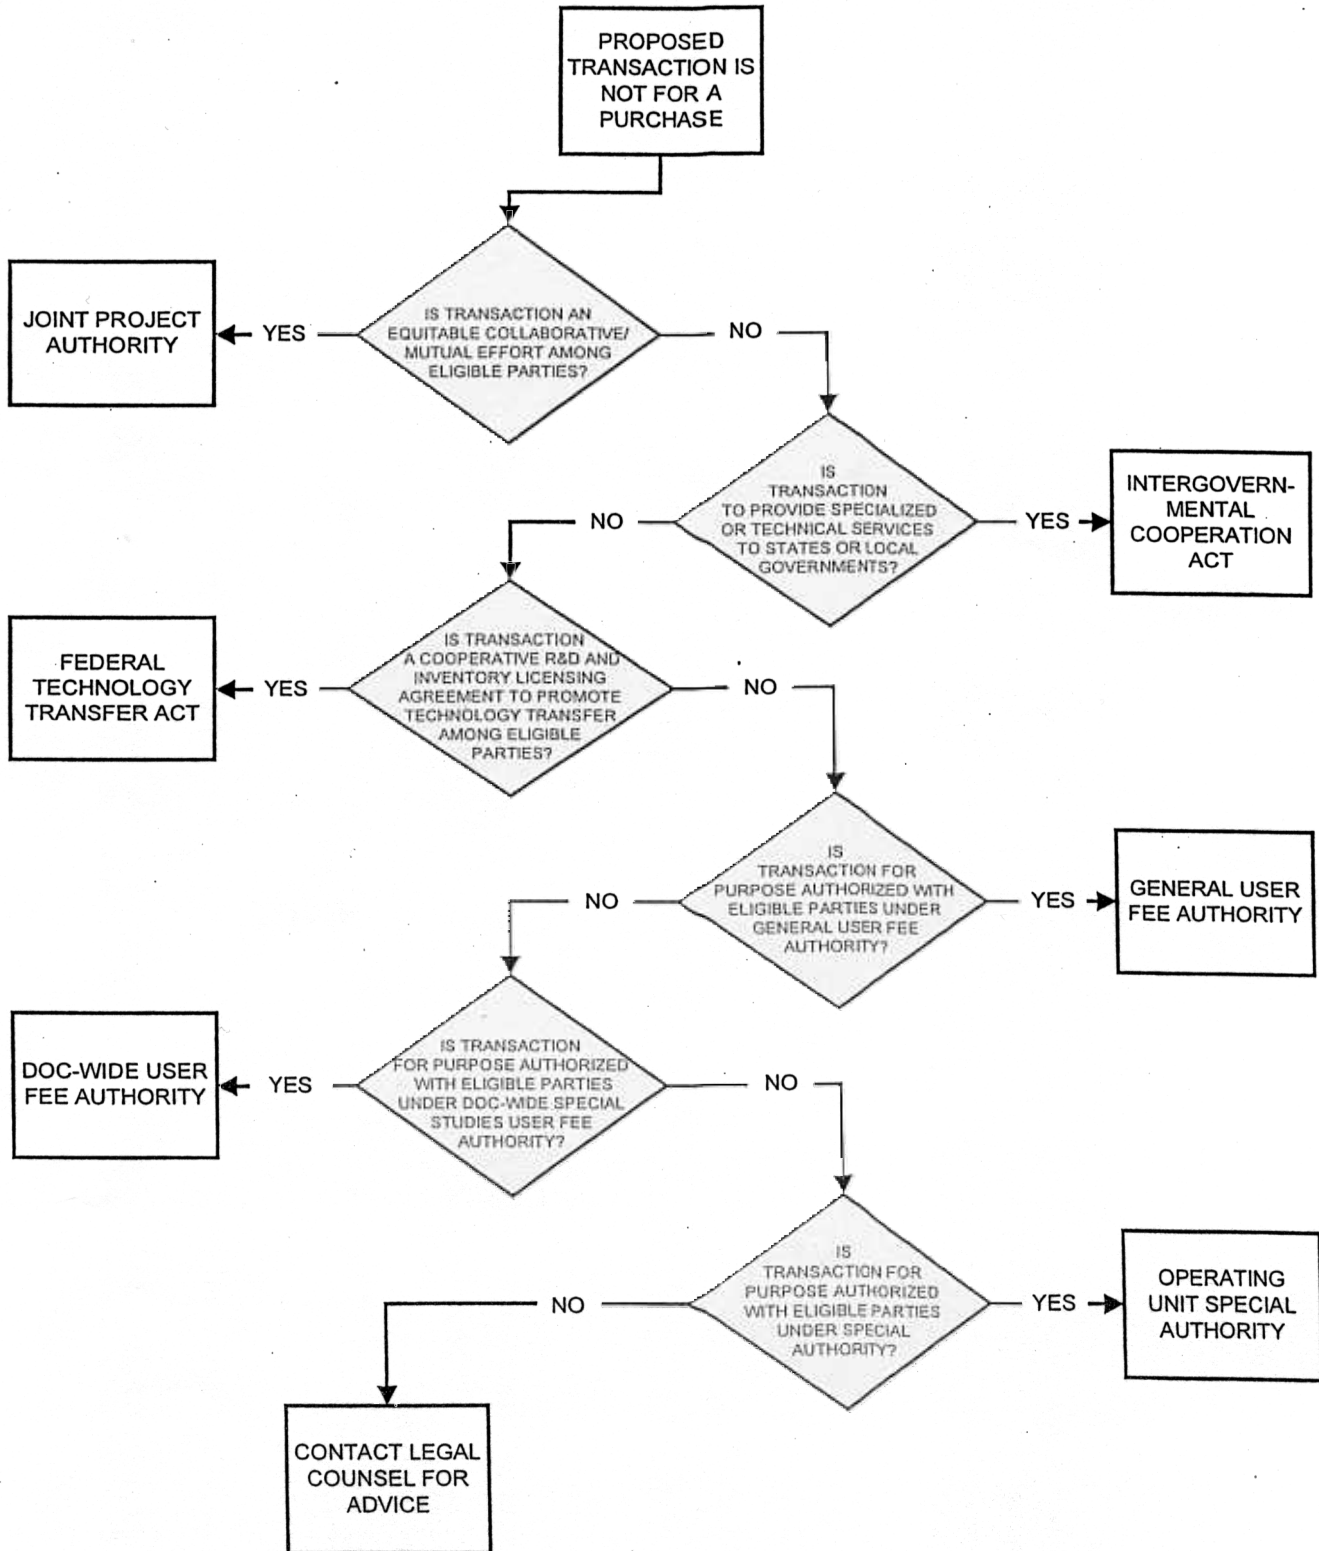 PROPOSED
TRANSACTION IS
NOT FOR A
PURCHASE
IS TRANSACTION AN
EQUITABLE COLLABORATIVE/
MUTUAL EFFORT AMONG
ELIGIBLE PARTIES?
YES
JOINT PROJECT
AUTHORITY
NO
IS
TRANSACTION
TO PROVIDE SPECIALIZED
OR TECHNICAL SERVICES
TO STATES OR LOCAL
GOVERNMENTS?
YES
INTERGOVERN-
MENTAL
COOPERATION
ACT
NO
IS TRANSACTION
A COOPERATIVE R&D AND
INVENTORY LICENSING
AGREEMENT TO PROMOTE
TECHNOLOGY TRANSFER
AMONG ELIGIBLE
PARTIES?
YES
FEDERAL
TECHNOLOGY
TRANSFER ACT
NO
IS
TRANSACTION FOR
PURPOSE AUTHORIZED WITH
ELIGIBLE PARTIES UNDER
GENERAL USER FEE
AUTHORITY?
YES
GENERAL USER
FEE AUTHORITY
NO
IS TRANSACTION
FOR PURPOSE AUTHORIZED
WITH ELIGIBLE PARTIES
UNDER DOC-WIDE SPECIAL
STUDIES USER FEE
AUTHORITY?
YES
DOC-WIDE USER
FEE AUTHORITY
NO
IS
TRANSACTION FOR
PURPOSE AUTHORIZED
WITH ELIGIBLE PARTIES
UNDER SPECIAL
AUTHORITY?
YES
OPERATING
UNIT SPECIAL
AUTHORITY
NO
CONTACT LEGAL
COUNSEL FOR
ADVICE